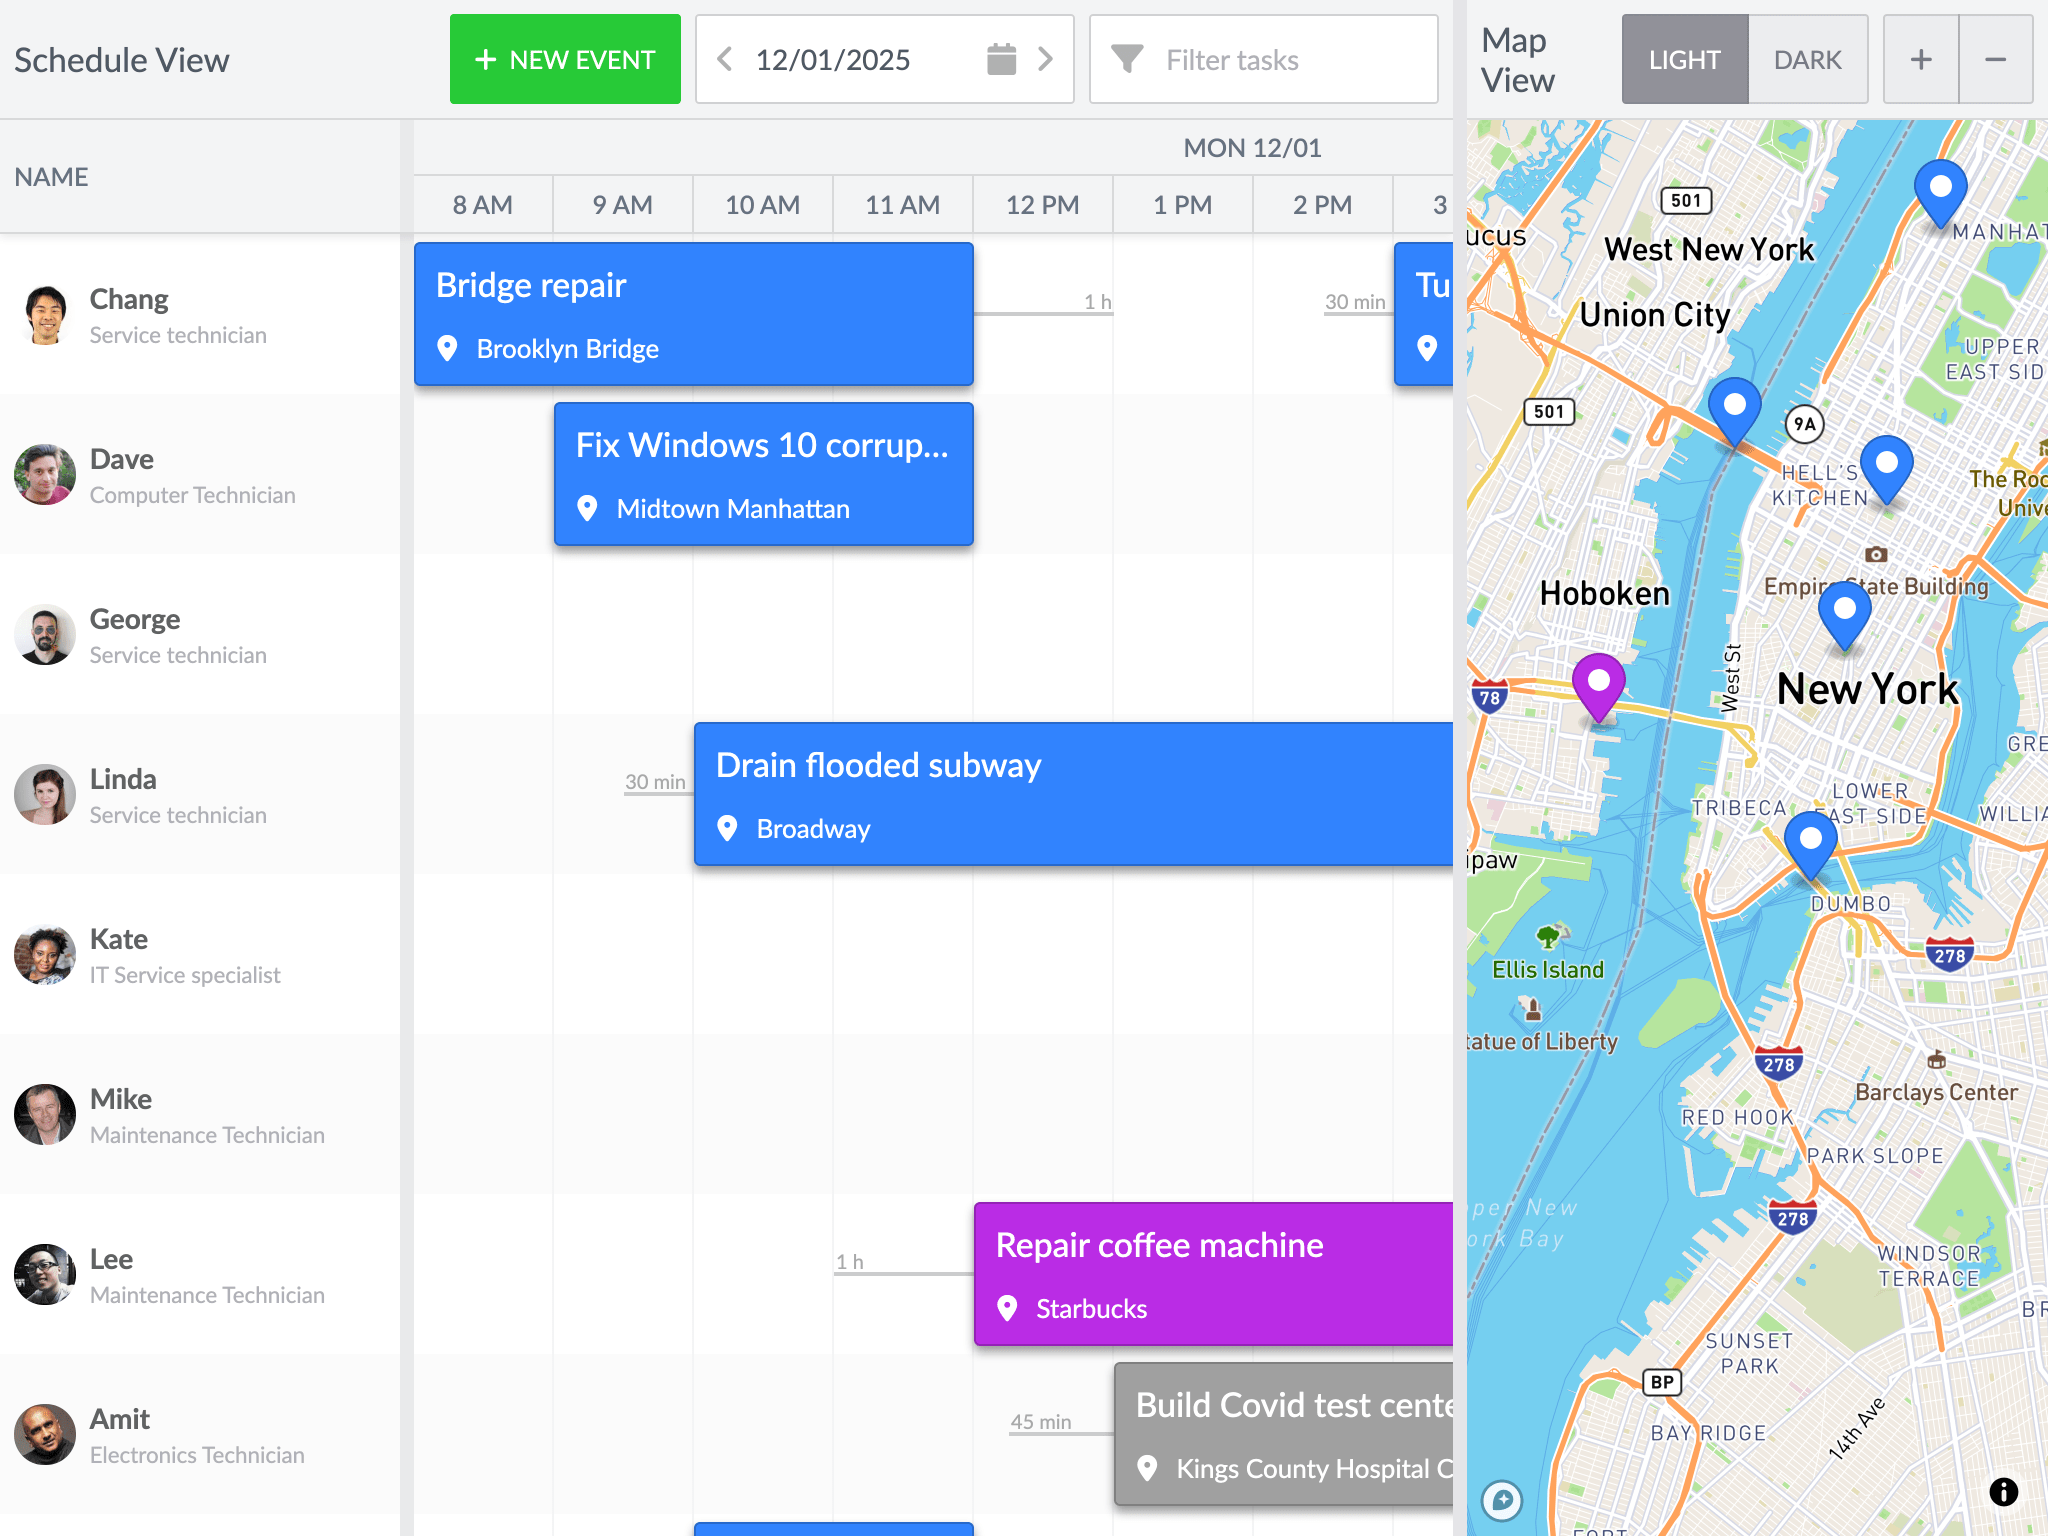 Schedule View
NEW EVENT
12/01/2025
Filter tasks
Map
View
LIGHT
DARK
NAME
MON 12/01
8 AM
9 AM
10 AM
11 AM
12 PM
1 PM
2 PM
3
Chang
Service technician
Bridge repair
Brooklyn Bridge
1 h
30 min
Tu
Dave
Computer Technician
Fix Windows 10 corrup...
Midtown Manhattan
George
Service technician
Linda
Service technician
30 min
Drain flooded subway
Broadway
Kate
IT Service specialist
Mike
Maintenance Technician
Lee
Maintenance Technician
1 h
Repair coffee machine
Starbucks
Amit
Electronics Technician
45 min
Build Covid test cente
Kings County Hospital C
501
ucus
West New York
MANHAT
Union City
UPPER
EAST SID
501
9A
HELL'S
KITCHEN
The Roc
Unive
Empire State Building
Hoboken
West St
78
New York
GRE
LOWER
EAST SIDE
TRIBECA
WILLIA
ipaw
DUMBO
278
Ellis Island
tatue of Liberty
278
Barclays Center
RED HOOK
PARK SLOPE
pper New
ork Bay
278
WINDSOR
TERRACE
BR
SUNSET
PARK
BP
14th Ave
BAY RIDGE
FORT